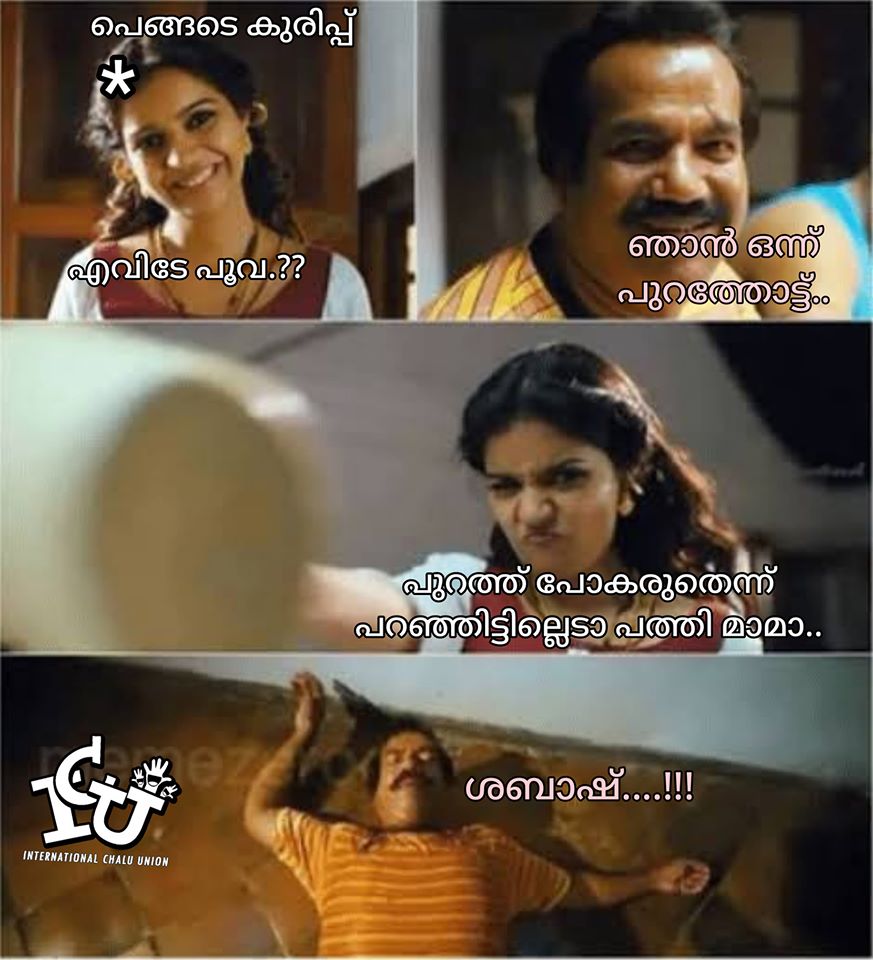 പെങ്ങടെ കുരിപ്പ്
*
എവിടേ പൂവ.??
ഞാൻ ഒന്ന്
പുറത്തോട്ട്..
പുറത്ത് പോകരുതെന്ന്
പറഞ്ഞിട്ടില്ലെടാ പത്തി മാമാ..
ശബാഷ്....!!!
ICU
INTERNATIONAL CHALU UNION